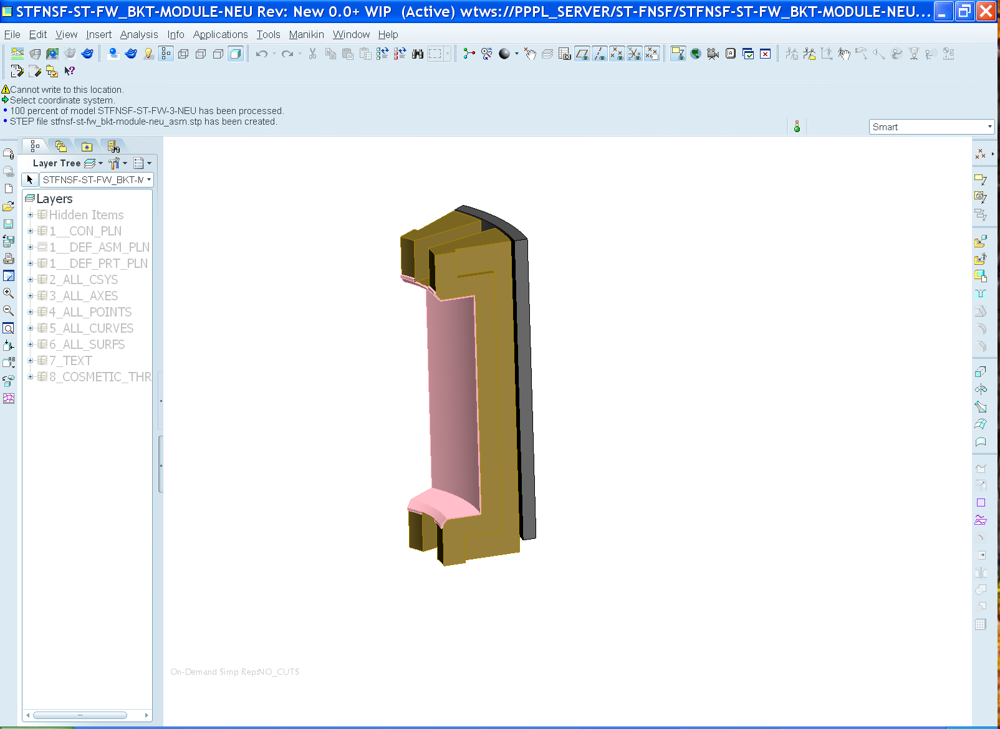 STFNSF-ST-FW_BKT-MODULE-NEU Rev: New 0.0+ WIP (Active) wtws://PPPL_SERVER/ST-FNSF/STFNSF-ST-FW_BKT-MODULE-NEU...
File Edit View Insert Analysis Info Applications Tools Manikin Window Help
Cannot write to this location.
Select coordinate system.
• 100 percent of model STFNSF-ST-FW-3-NEU has been processed.
• STEP file stfnsf-st-fw_bkt-module-neu_asm.stp has been created.
Smart
Layer Tree
STFNSF-ST-FW_BKT-M
Layers
Hidden Items
1__CON_PLN
1__DEF_ASM_PLN
1__DEF_PRT_PLN
2_ALL_CSYS
3_ALL_AXES
4_ALL_POINTS
5_ALL_CURVES
6_ALL_SURFS
7_TEXT
8_COSMETIC_THR
On-Demand Simp Rep:NO_CUTS